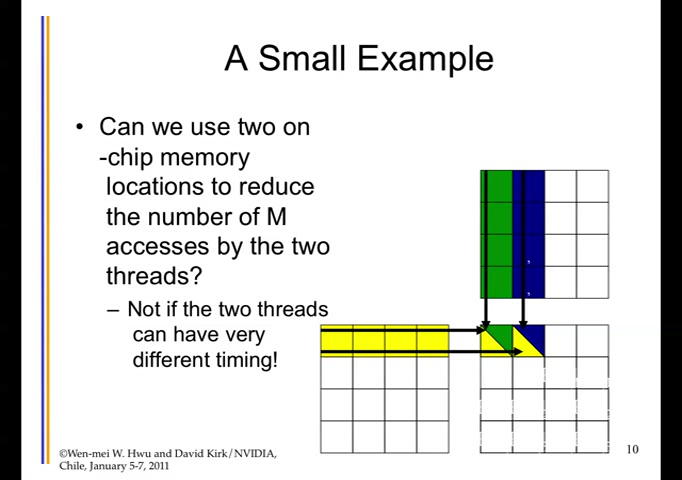 A Small Example
• Can we use two on
-chip memory
locations to reduce
the number of M
accesses by the two
threads?
– Not if the two threads
can have very
different timing!
©Wen-mei W. Hwu and David Kirk/NVIDIA,
Chile, January 5-7, 2011
10